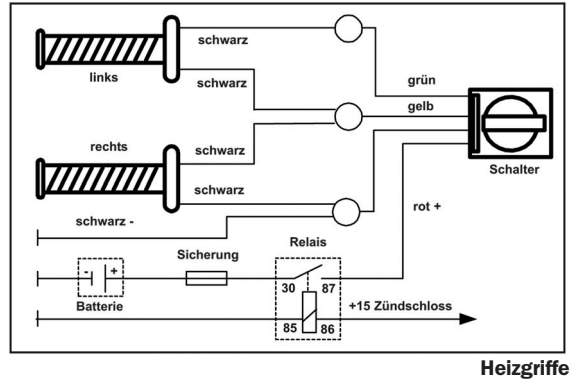 schwarz
grün
schwarz
gelb
links
rechts
schwarz
Schalter
schwarz
rot +
schwarz -
Relais
Sicherung
- +
30 87
Batterie
+15 Zündschloss
85 86
Heizgriffe